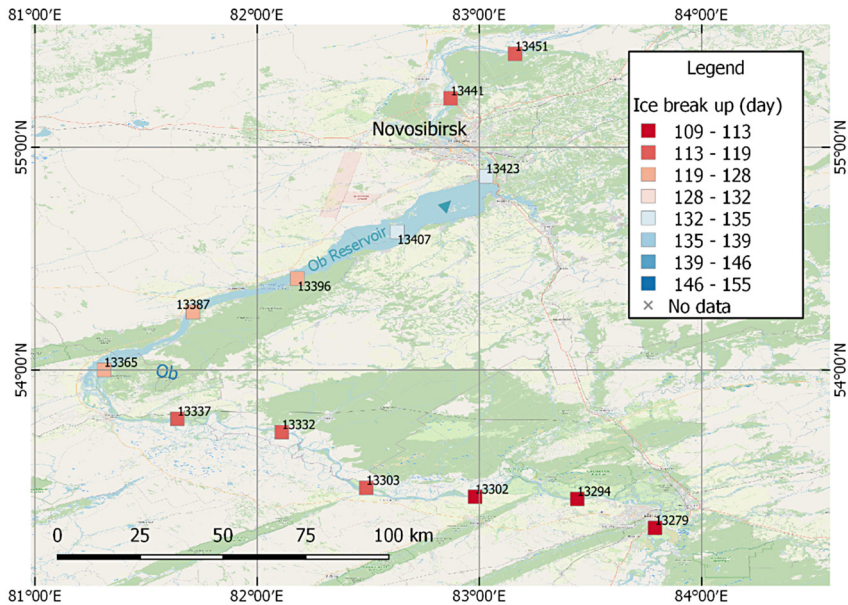 81°00'E 82°00'E 83°00'E 84°00'E
13451
13441
Novosibirsk
55°00'N
55°00'N
13423
13407
Ob Reservoir
13396
13387
13365
Ob
54°00'N
54°00'N
13337
13332
13303
13302
13294
13279
Legend
Ice break up (day)
109 - 113
113 - 119
119 - 128
128 - 132
132 - 135
135 - 139
139 - 146
146 - 155
No data
0 25 50 75 100 km
81°00'E 82°00'E 83°00'E 84°00'E